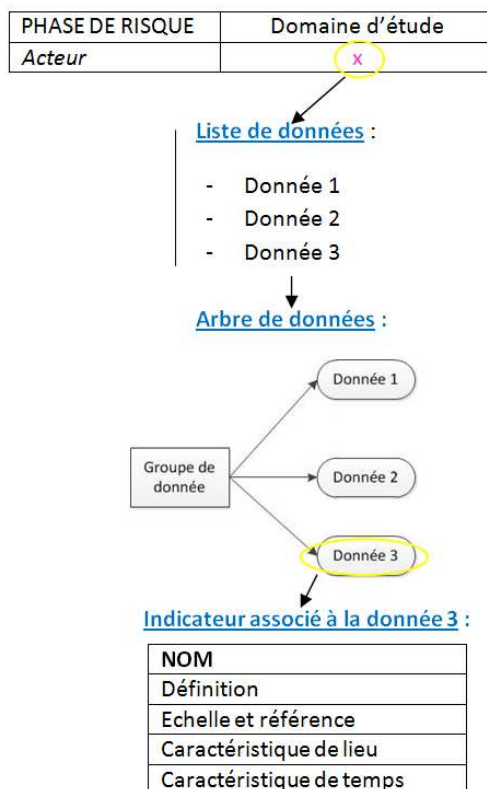 PHASE DE RISQUE Domaine d'étude
Acteur x
Liste de données :
- Donnée 1
- Donnée 2
- Donnée 3
Arbre de données :
Donnée 1
Groupe de
donnée
Donnée 2
Donnée 3
Indicateur associé à la donnée 3 :
NOM
Définition
Echelle et référence
Caractéristique de lieu
Caractéristique de temps